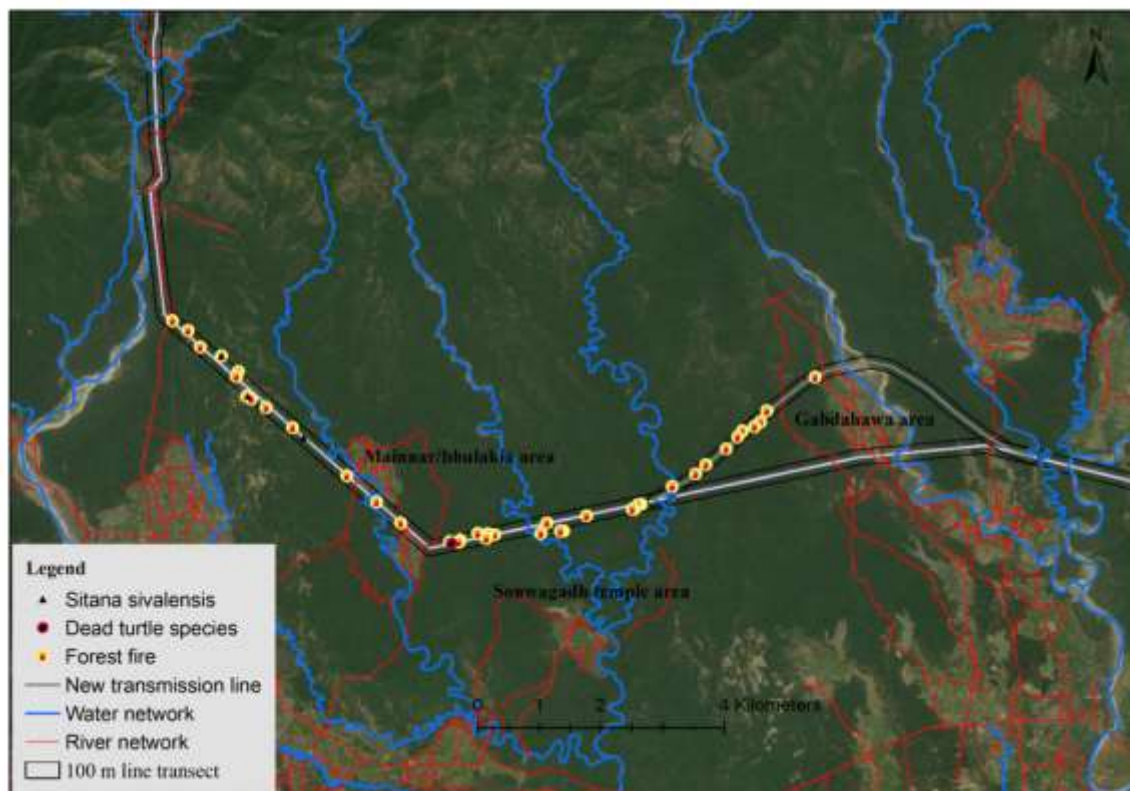 N
Gabdahawa area
Mainnar/bhulakia area
Sonwagadh temple area
Legend
Sitana sivalensis
Dead turtle species
Forest fire
New transmission line
Water network
River network
100 m line transect
0 1 2 4 Kilometers